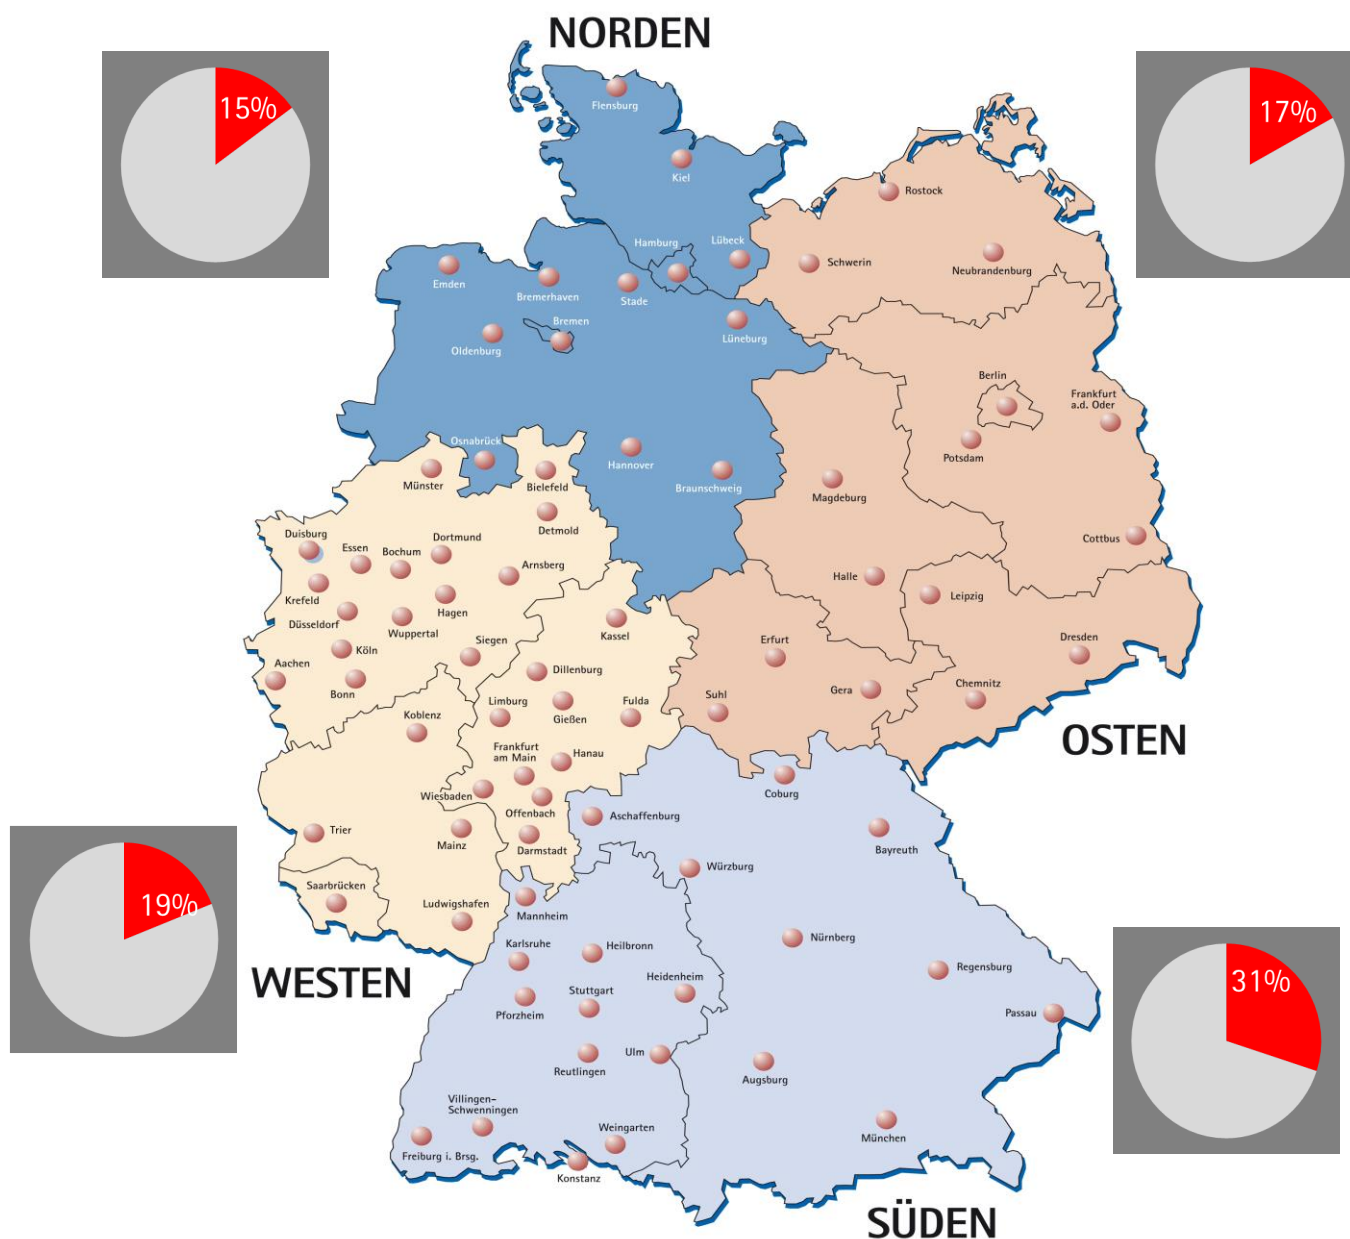 NORDEN
15%
17%
Flensburg
Kiel
Rostock
Hamburg
Lübeck
Schwerin
Neubrandenburg
Emden
Bremerhaven
Stade
Bremen
Lüneburg
Oldenburg
Berlin
Frankfurt
a.d. Oder
Osnabrück
Hannover
Potsdam
Münster
Bielefeld
Braunschweig
Magdeburg
Detmold
Duisburg
Essen
Bochum
Dortmund
Cottbus
Arnsberg
Halle
Leipzig
Krefeld
Hagen
Düsseldorf
Wuppertal
Kassel
Siegen
Erfurt
Dresden
Köln
Aachen
Dillenburg
Bonn
Limburg
Gießen
Fulda
Suhl
Gera
Chemnitz
Koblenz
OSTEN
Frankfurt
am Main
Hanau
Wiesbaden
Coburg
Offenbach
Aschaffenburg
Trier
Mainz
Darmstadt
Bayreuth
Würzburg
Saarbrücken
19%
Ludwigshafen
Mannheim
Nürnberg
Karlsruhe
Heilbronn
WESTEN
Heidenheim
Regensburg
31%
Stuttgart
Pforzheim
Passau
Ulm
Reutlingen
Augsburg
Villingen-
Schwenningen
Weingarten
München
Freiburg i. Brsg.
Konstanz
SÜDEN